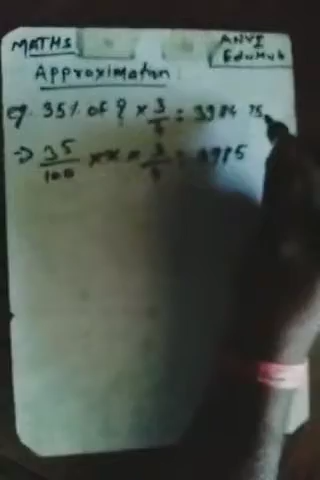 MATHS
ANVI
EduHub
Approximation
35% of ? × 3/5 = 3984.75
⇒ 35/100 × x × 3/5 = 3985